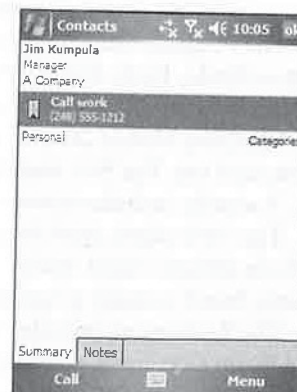 Contacts 10:05 ok
Jim Kumpula
Manager
A Company
Call work
(248) 555-1212
Personal Categories
Summary Notes
Call Menu